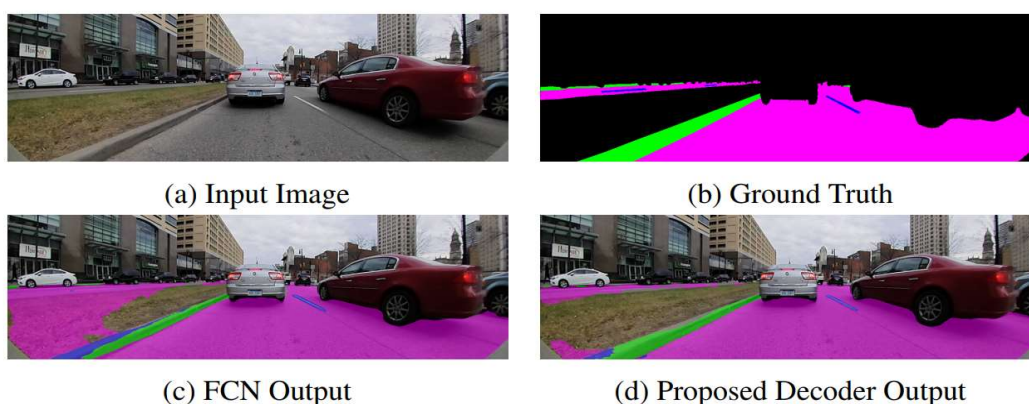 (a) Input Image
(b) Ground Truth
(c) FCN Output
(d) Proposed Decoder Output